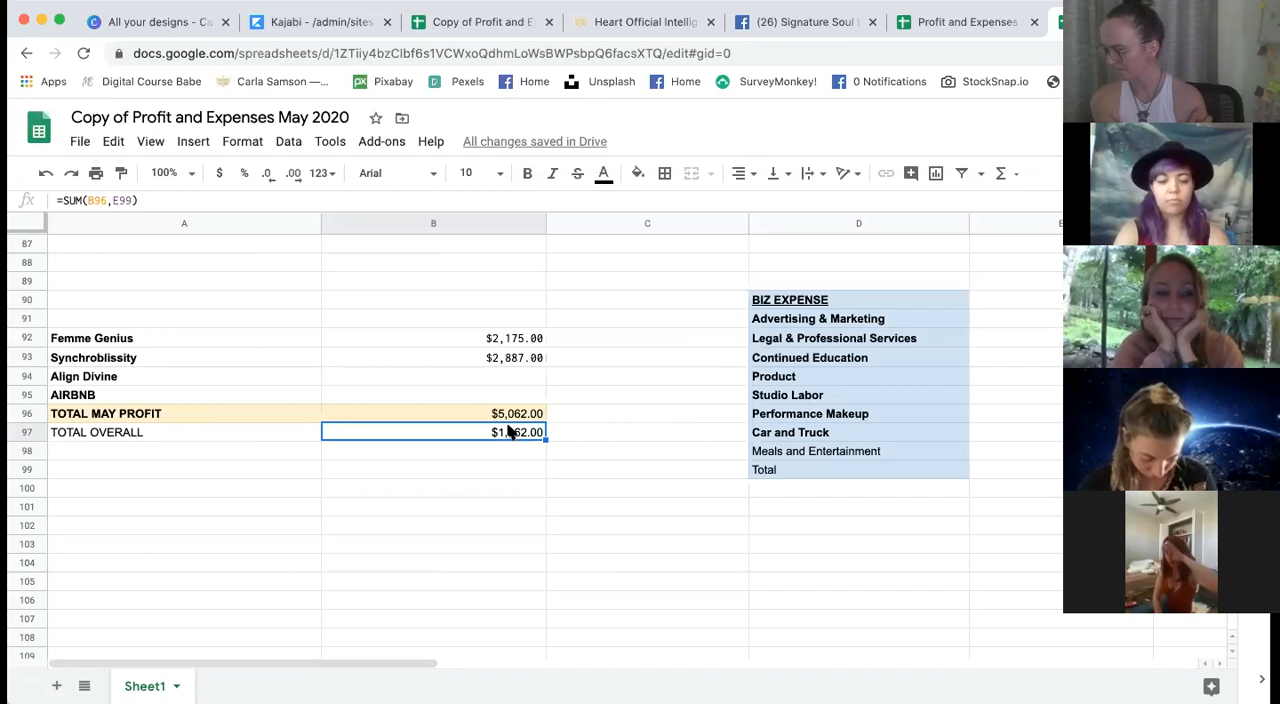 All your designs - Ca
Kajabi - /admin/sites
Copy of Profit and E
Heart Official Intellig
(26) Signature Soul
Profit and Expenses
docs.google.com/spreadsheets/d/1ZTiiy4bzClbf6s1VCWxoQdhmLoWsBWPsbpQ6facsXTQ/edit#gid=0
Apps Digital Course Babe Carla Samson —... Pixabay Pexels Home Unsplash Home SurveyMonkey! 0 Notifications StockSnap.io
Copy of Profit and Expenses May 2020
File Edit View Insert Format Data Tools Add-ons Help All changes saved in Drive
100% $ % .0 .00 123 Arial 10 B I S A Σ
fx =SUM(B96,E99)
A B C D
87
88
89
90 BIZ EXPENSE
91 Advertising & Marketing
92 Femme Genius $2,175.00 Legal & Professional Services
93 Synchroblissity $2,887.00 Continued Education
94 Align Divine Product
95 AIRBNB Studio Labor
96 TOTAL MAY PROFIT $5,062.00 Performance Makeup
97 TOTAL OVERALL Car and Truck
98 Meals and Entertainment
99 Total
100
101
102
103
104
105
106
107
108
109
Sheet1